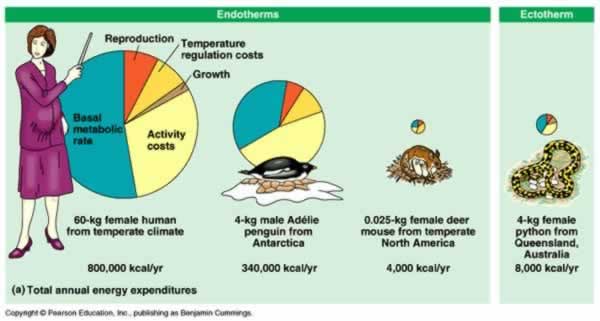 Endotherms
Ectotherm
Reproduction
Temperature
regulation costs
Growth
Basal
metabolic
rate
Activity
costs
60-kg female human
from temperate climate
800,000 kcal/yr
4-kg male Adélie
penguin from
Antarctica
340,000 kcal/yr
0.025-kg female deer
mouse from temperate
North America
4,000 kcal/yr
4-kg female
python from
Queensland,
Australia
8,000 kcal/yr
(a) Total annual energy expenditures
Copyright © Pearson Education, Inc., publishing as Benjamin Cummings.